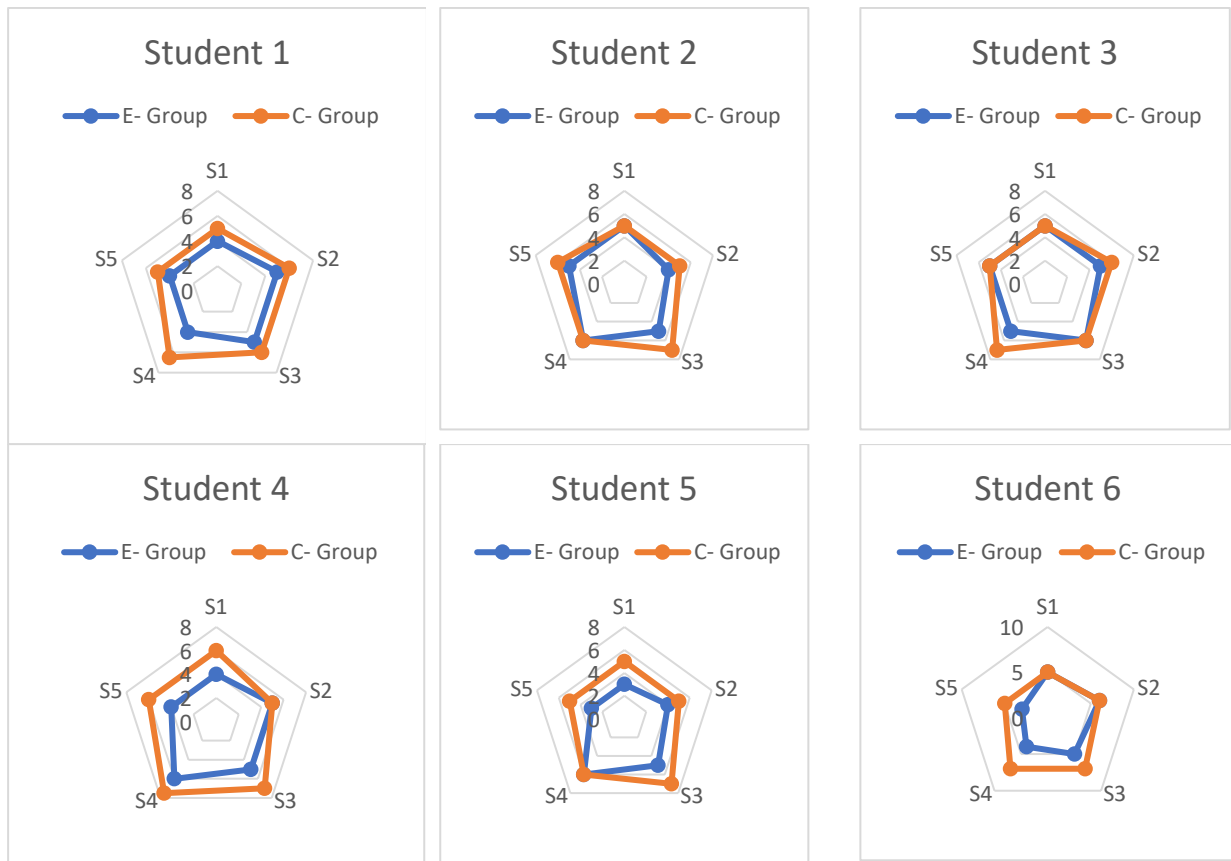 Student 1
E- Group C- Group
S1
S2
S3
S4
S5
8
6
4
2
0
Student 2
E- Group C- Group
S1
S2
S3
S4
S5
8
6
4
2
0
Student 3
E- Group C- Group
S1
S2
S3
S4
S5
8
6
4
2
0
Student 4
E- Group C- Group
S1
S2
S3
S4
S5
8
6
4
2
0
Student 5
E- Group C- Group
S1
S2
S3
S4
S5
8
6
4
2
0
Student 6
E- Group C- Group
S1
S2
S3
S4
S5
10
5
0